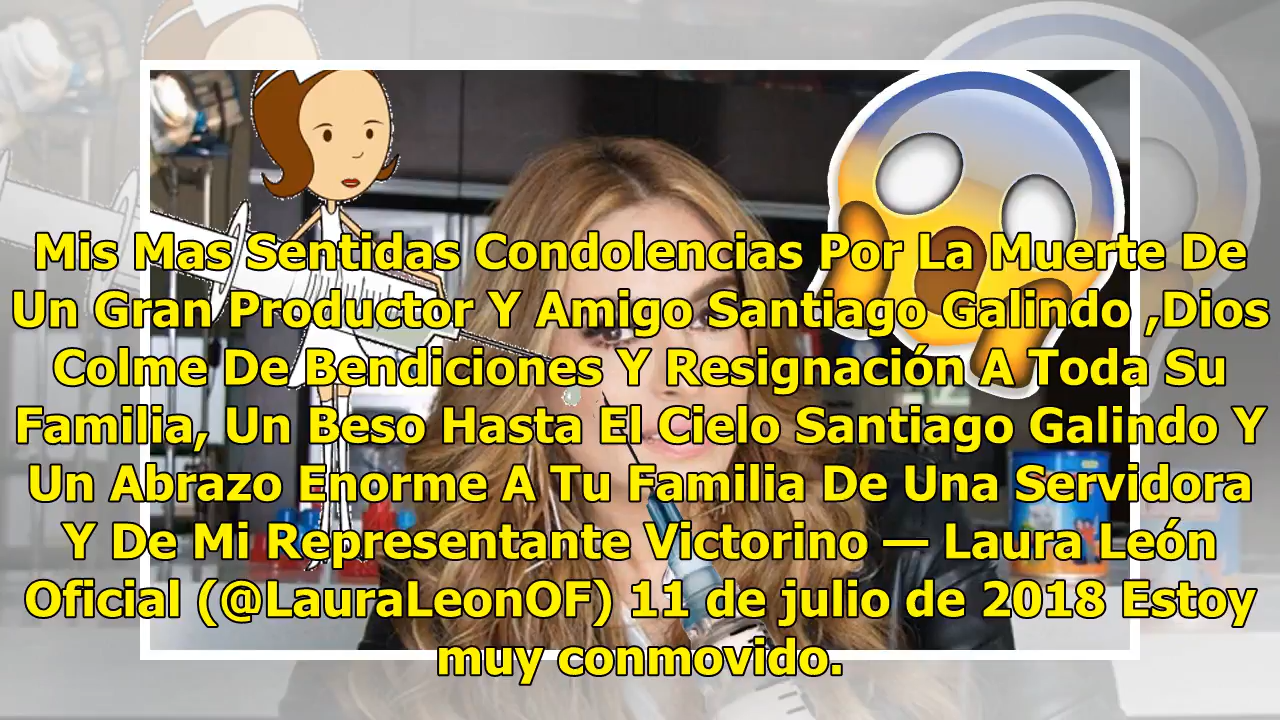 Mis Mas Sentidas Condolencias Por La Muerte De
Un Gran Productor Y Amigo Santiago Galindo ,Dios
Colme De Bendiciones Y Resignación A Toda Su
Familia, Un Beso Hasta El Cielo Santiago Galindo Y
Un Abrazo Enorme A Tu Familia De Una Servidora
Y De Mi Representante Victorino — Laura León
Oficial (@LauraLeonOF) 11 de julio de 2018 Estoy
muy conmovido.